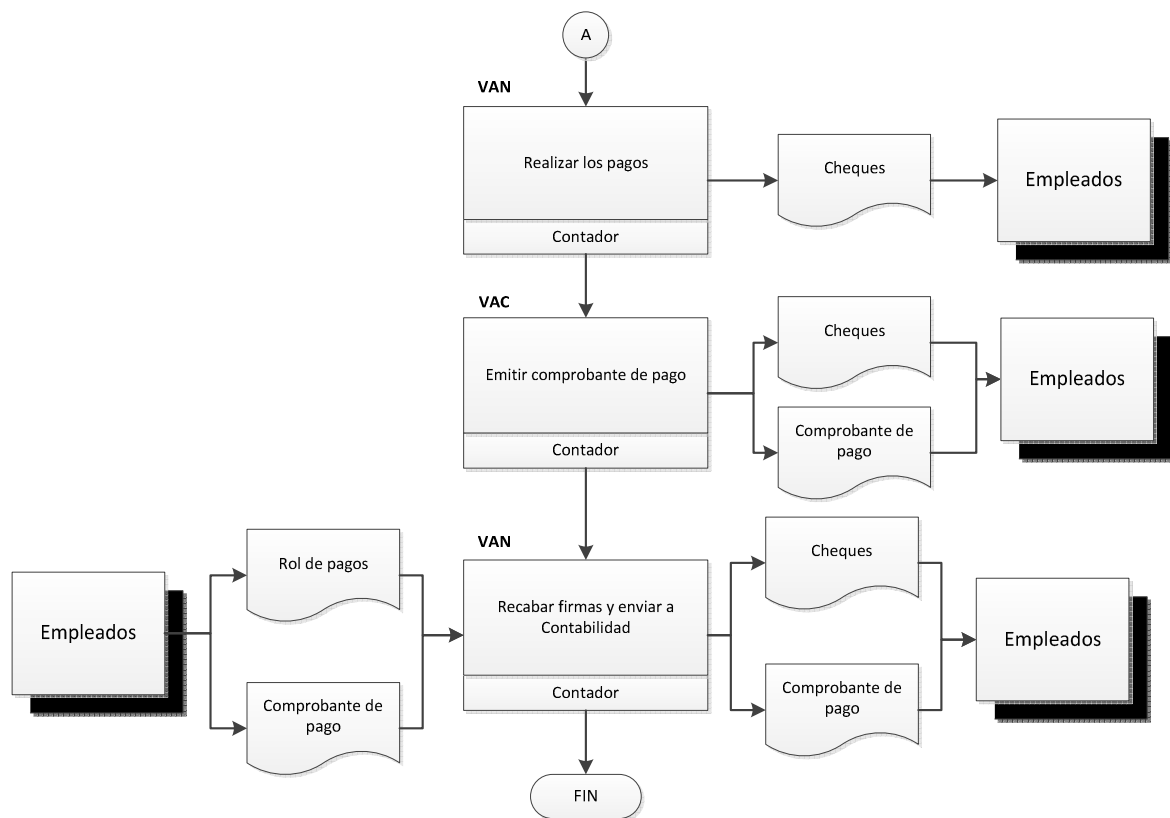 A
VAN
Realizar los pagos
Contador
Cheques
Empleados
VAC
Emitir comprobante de pago
Contador
Cheques
Comprobante de
pago
Empleados
VAN
Empleados
Rol de pagos
Comprobante de
pago
Recabar firmas y enviar a
Contabilidad
Contador
Cheques
Comprobante de
pago
Empleados
FIN